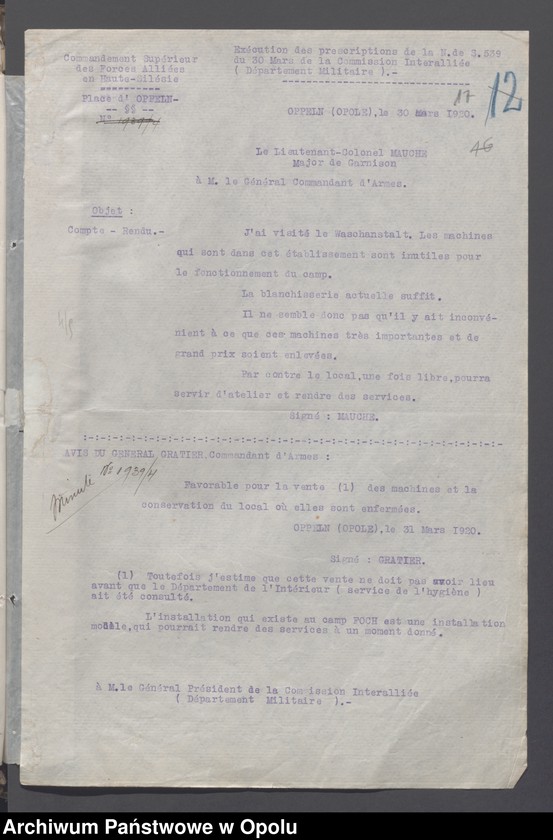 Commandement Supérieur
des Forces Alliées
en Haute-Silésie
Place d' OPPELN-
-- §§ --
N° 1939/4
Exécution des prescriptions de la N.de S.539
du 30 Mars de la Commission Interalliée
( Département Militaire ).-
17
12
OPPELN (OPOLE),le 30 Mars 1920.
46
Le Lieutenant-Colonel MAUCHE
Major de Garnison
à M. le Général Commandant d'Armes.
Objet :
Compte - Rendu.-
J'ai visité le Waschanstalt. Les machines
qui sont dans cet établissement sont inutiles pour
le fonctionnement du camp.
La blanchisserie actuelle suffit.
Il ne semble donc pas qu'il y ait inconvé-
nient à ce que ces machines très importantes et de
grand prix soient enlevées.
Par contre le local,une fois libre,pourra
servir d'atelier et rendre des services.
Signé : MAUCHE.
AVIS DU GENERAL GRATIER.Commandant d'Armes :
Minute N° 1939/4
Favorable pour la vente (1) des machines et la
conservation du local où elles sont enfermées.
OPPELN (OPOLE),le 31 Mars 1920.
Signé : GRATIER.
(1) Toutefois j'estime que cette vente ne doit pas avoir lieu
avant que le Département de l'Intérieur ( service de l'hygiène )
ait été consulté.
L'installation qui existe au camp FOCH est une installation
modèle,qui pourrait rendre des services à un moment donné.
à M.le Général Président de la Commission Interalliée
( Département Militaire ).-
Archiwum Państwowe w Opolu